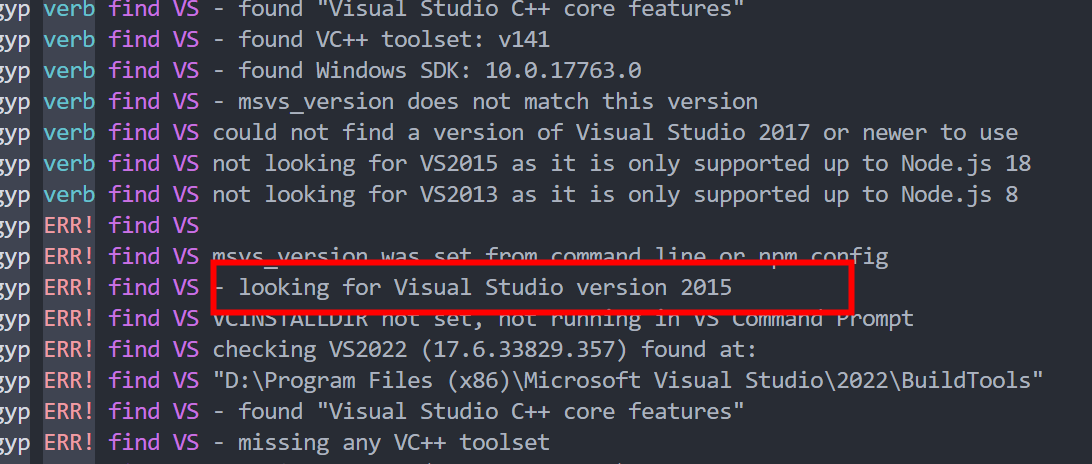 gyp verb find VS - found "Visual Studio C++ core features"
gyp verb find VS - found VC++ toolset: v141
gyp verb find VS - found Windows SDK: 10.0.17763.0
gyp verb find VS - msvs_version does not match this version
gyp verb find VS could not find a version of Visual Studio 2017 or newer to use
gyp verb find VS not looking for VS2015 as it is only supported up to Node.js 18
gyp verb find VS not looking for VS2013 as it is only supported up to Node.js 8
gyp ERR! find VS
gyp ERR! find VS msvs_version was set from command line or npm config
gyp ERR! find VS - looking for Visual Studio version 2015
gyp ERR! find VS VCINSTALLDIR not set, not running in VS Command Prompt
gyp ERR! find VS checking VS2022 (17.6.33829.357) found at:
gyp ERR! find VS "D:\Program Files (x86)\Microsoft Visual Studio\2022\BuildTools"
gyp ERR! find VS - found "Visual Studio C++ core features"
gyp ERR! find VS - missing any VC++ toolset